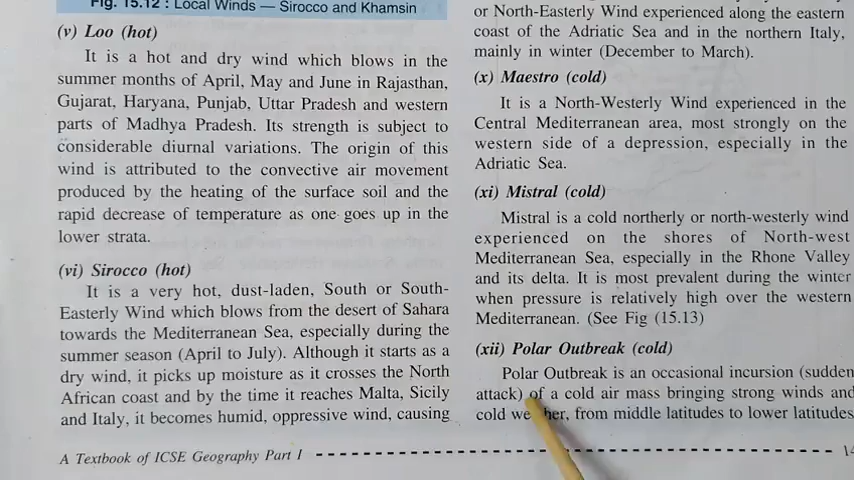 Fig. 15.12 : Local Winds — Sirocco and Khamsin
(v) Loo (hot)
It is a hot and dry wind which blows in the
summer months of April, May and June in Rajasthan,
Gujarat, Haryana, Punjab, Uttar Pradesh and western
parts of Madhya Pradesh. Its strength is subject to
considerable diurnal variations. The origin of this
wind is attributed to the convective air movement
produced by the heating of the surface soil and the
rapid decrease of temperature as one goes up in the
lower strata.
(vi) Sirocco (hot)
It is a very hot, dust-laden, South or South-
Easterly Wind which blows from the desert of Sahara
towards the Mediterranean Sea, especially during the
summer season (April to July). Although it starts as a
dry wind, it picks up moisture as it crosses the North
African coast and by the time it reaches Malta, Sicily
and Italy, it becomes humid, oppressive wind, causing
or North-Easterly Wind experienced along the eastern
coast of the Adriatic Sea and in the northern Italy,
mainly in winter (December to March).
(x) Maestro (cold)
It is a North-Westerly Wind experienced in the
Central Mediterranean area, most strongly on the
western side of a depression, especially in the
Adriatic Sea.
(xi) Mistral (cold)
Mistral is a cold northerly or north-westerly wind
experienced on the shores of North-west
Mediterranean Sea, especially in the Rhone Valley
and its delta. It is most prevalent during the winter
when pressure is relatively high over the western
Mediterranean. (See Fig (15.13)
(xii) Polar Outbreak (cold)
Polar Outbreak is an occasional incursion (sudden
attack) of a cold air mass bringing strong winds and
cold from middle latitudes to lower latitudes
A Textbook of ICSE Geography Part I